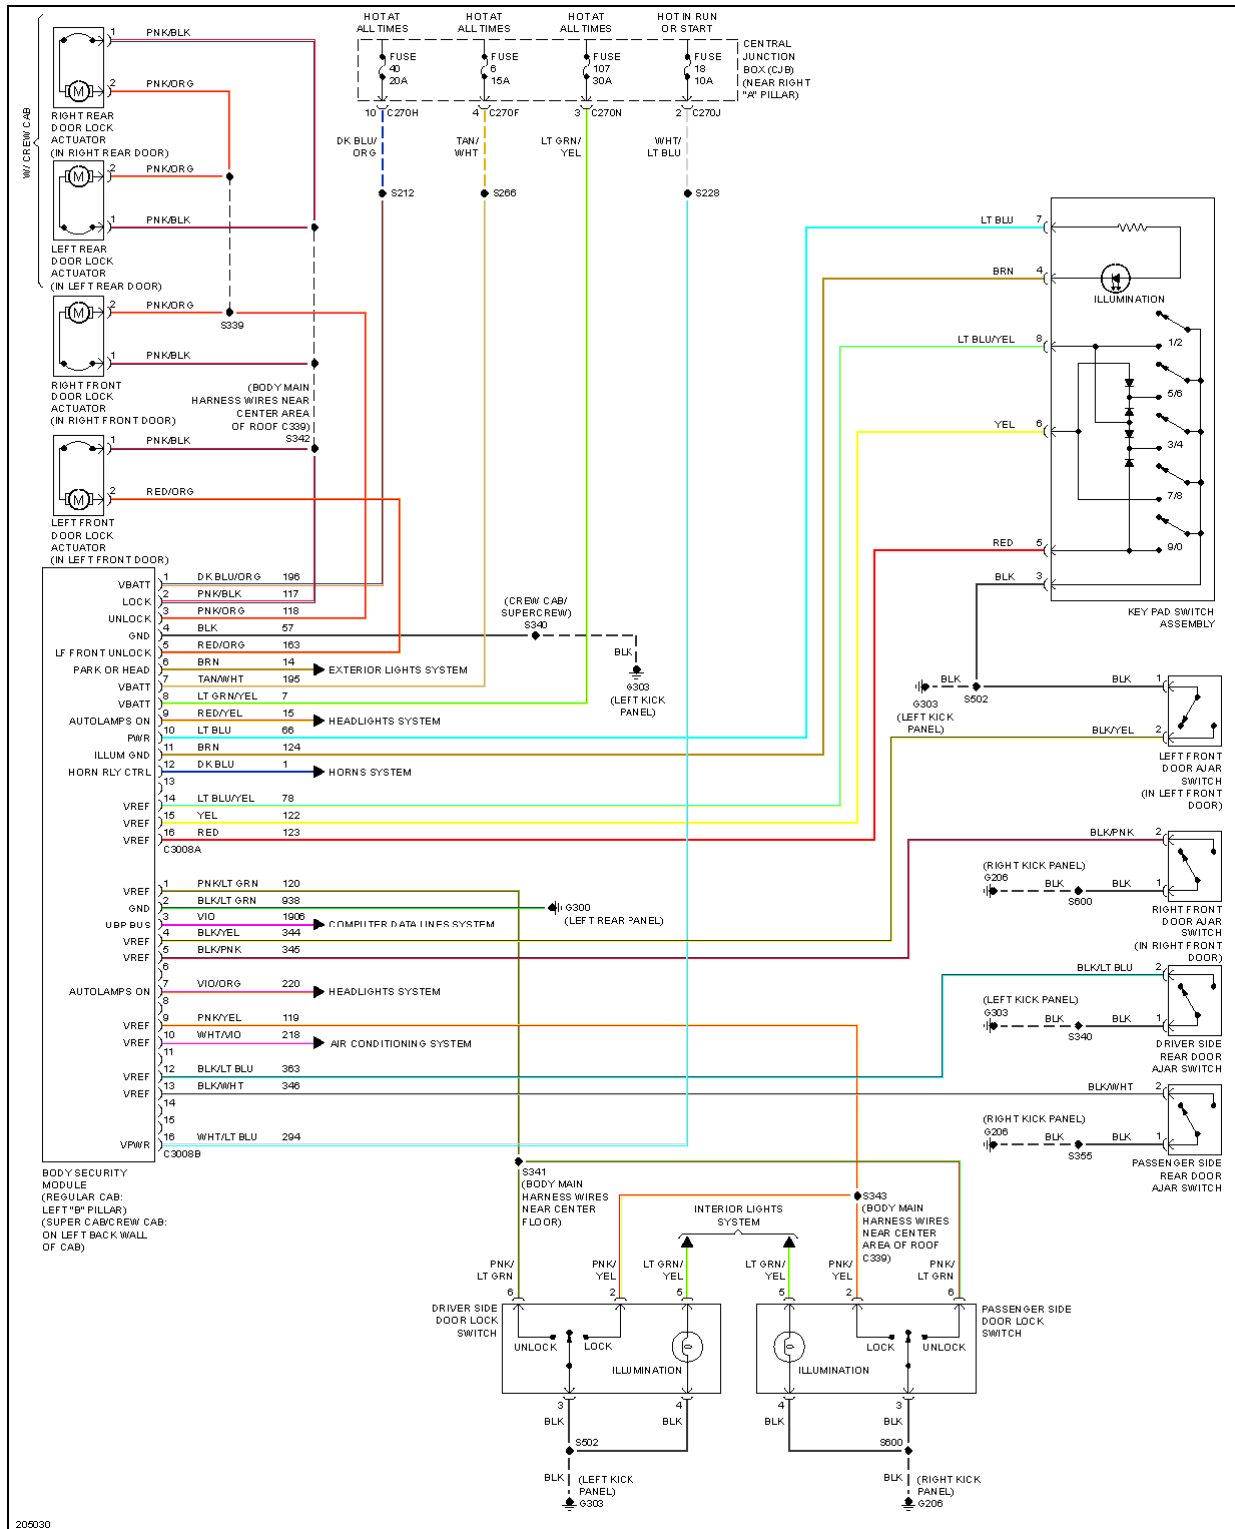 HOT AT
ALL TIMES
HOT AT
ALL TIMES
HOT AT
ALL TIMES
HOT IN RUN
OR START
FUSE
40
20A
FUSE
6
15A
FUSE
107
30A
FUSE
18
10A
CENTRAL
JUNCTION
BOX (CJB)
(NEAR RIGHT
"A" PILLAR)
10 C270H
4 C270F
3 C270N
2 C270J
DK BLU/
ORG
TAN/
WHT
LT GRN/
YEL
WHT/
LT BLU
S212
S266
S228
W/ CREW CAB
1 PNK/BLK
2 PNK/ORG
M
RIGHT REAR
DOOR LOCK
ACTUATOR
(IN RIGHT REAR DOOR)
2 PNK/ORG
M
1 PNK/BLK
LEFT REAR
DOOR LOCK
ACTUATOR
(IN LEFT REAR DOOR)
2 PNK/ORG
M
S339
1 PNK/BLK
RIGHT FRONT
DOOR LOCK
ACTUATOR
(IN RIGHT FRONT DOOR)
(BODY MAIN
HARNESS WIRES NEAR
CENTER AREA
OF ROOF C339)
S342
1 PNK/BLK
2 RED/ORG
M
LEFT FRONT
DOOR LOCK
ACTUATOR
(IN LEFT FRONT DOOR)
LT BLU 7
BRN 4
ILLUMINATION
LT BLU/YEL 8
1/2
5/6
YEL 6
3/4
7/8
RED 5
9/0
BLK 3
KEY PAD SWITCH
ASSEMBLY
VBATT 1 DK BLU/ORG 196
LOCK 2 PNK/BLK 117
UNLOCK 3 PNK/ORG 118
GND 4 BLK 57
LF FRONT UNLOCK 5 RED/ORG 163
PARK OR HEAD 6 BRN 14 EXTERIOR LIGHTS SYSTEM
VBATT 7 TAN/WHT 195
VBATT 8 LT GRN/YEL 7
AUTOLAMPS ON 9 RED/YEL 15 HEADLIGHTS SYSTEM
PWR 10 LT BLU 66
ILLUM GND 11 BRN 124
HORN RLY CTRL 12 DK BLU 1 HORNS SYSTEM
13
VREF 14 LT BLU/YEL 78
VREF 15 YEL 122
VREF 16 RED 123
C3008A
(CREW CAB/
SUPERCREW)
S340
BLK
G303
(LEFT KICK
PANEL)
VREF 1 PNK/LT GRN 120
GND 2 BLK/LT GRN 938
G300
(LEFT REAR PANEL)
UBP BUS 3 VIO 1906 COMPUTER DATA LINES SYSTEM
VREF 4 BLK/YEL 344
VREF 5 BLK/PNK 345
6
AUTOLAMPS ON 7 VIO/ORG 220 HEADLIGHTS SYSTEM
8
VREF 9 PNK/YEL 119
VREF 10 WHT/VIO 218 AIR CONDITIONING SYSTEM
11
VREF 12 BLK/LT BLU 363
VREF 13 BLK/WHT 346
14
15
VPWR 16 WHT/LT BLU 294
C3008B
BODY SECURITY
MODULE
(REGULAR CAB:
LEFT "B" PILLAR)
(SUPER CAB/CREW CAB:
ON LEFT BACK WALL
OF CAB)
BLK
G303
(LEFT KICK
PANEL)
S502
BLK 1
BLK/YEL 2
LEFT FRONT
DOOR AJAR
SWITCH
(IN LEFT FRONT
DOOR)
BLK/PNK 2
(RIGHT KICK PANEL)
G206 BLK S600 BLK 1
RIGHT FRONT
DOOR AJAR
SWITCH
(IN RIGHT FRONT
DOOR)
BLK/LT BLU 2
(LEFT KICK PANEL)
G303 BLK S340 BLK 1
DRIVER SIDE
REAR DOOR
AJAR SWITCH
BLK/WHT 2
(RIGHT KICK PANEL)
G206 BLK S355 BLK 1
PASSENGER SIDE
REAR DOOR
AJAR SWITCH
S341
(BODY MAIN
HARNESS WIRES
NEAR CENTER
FLOOR)
S343
(BODY MAIN
HARNESS WIRES
NEAR CENTER
AREA OF ROOF
C339)
INTERIOR LIGHTS
SYSTEM
PNK/
LT GRN
6
PNK/
YEL
2
LT GRN/
YEL
5
LT GRN/
YEL
5
PNK/
YEL
2
PNK/
LT GRN
6
DRIVER SIDE
DOOR LOCK
SWITCH
UNLOCK
LOCK
ILLUMINATION
LOCK
UNLOCK
ILLUMINATION
PASSENGER SIDE
DOOR LOCK
SWITCH
3
BLK
4
BLK
4
BLK
3
BLK
S502
S600
BLK
(LEFT KICK
PANEL)
G303
BLK
(RIGHT KICK
PANEL)
G206
205030